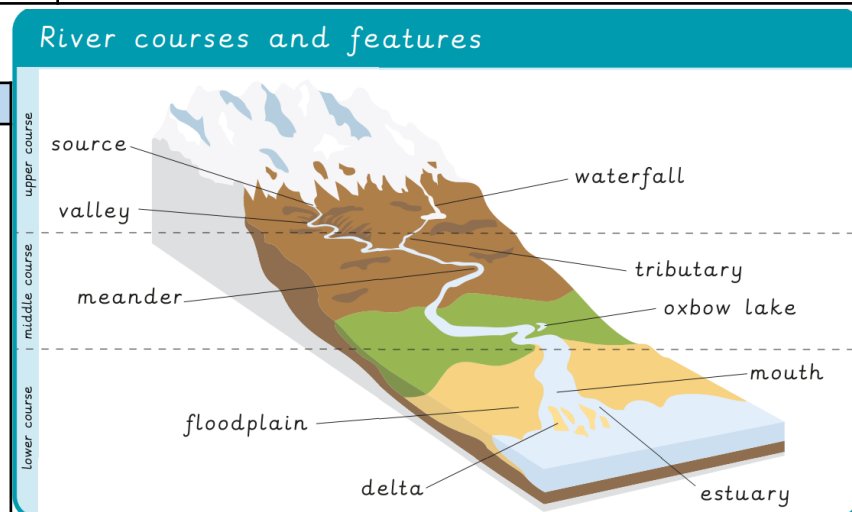 River courses and features
upper course
source
waterfall
valley
middle course
tributary
meander
oxbow lake
lower course
mouth
floodplain
delta
estuary